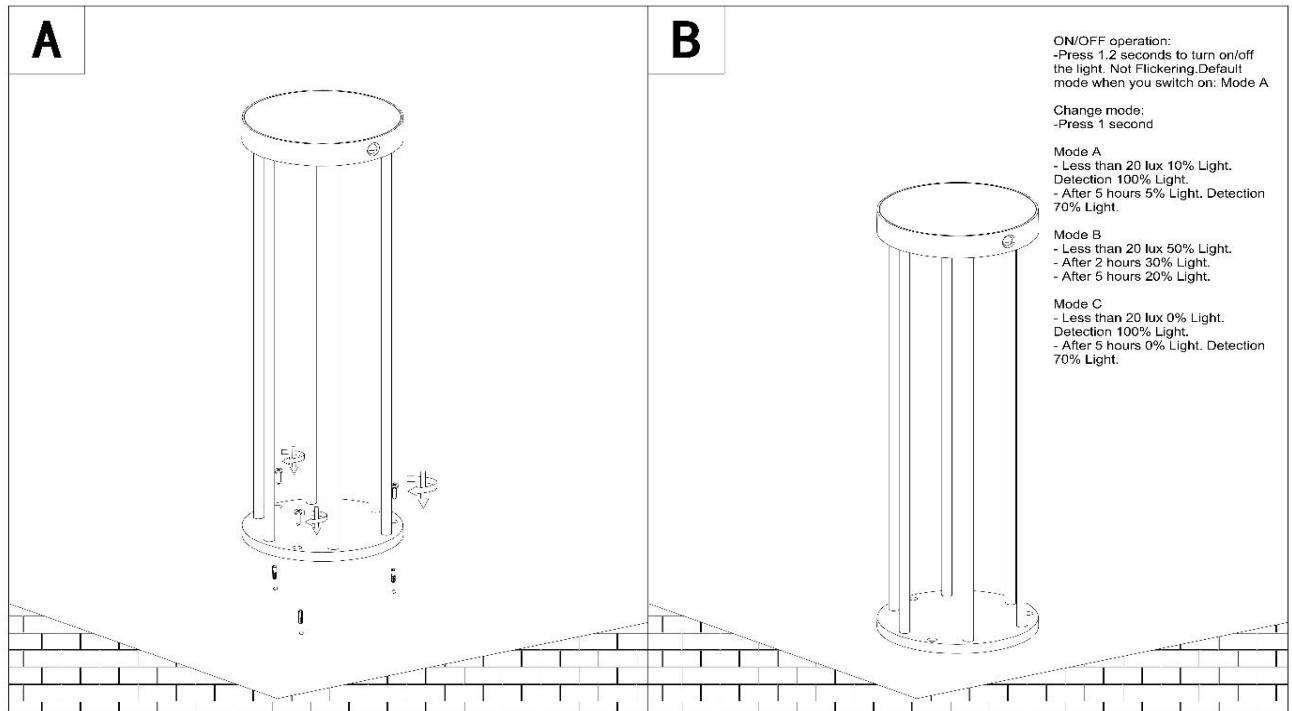 A
B
ON/OFF operation:
-Press 1.2 seconds to turn on/off
the light. Not Flickering.Default
mode when you switch on: Mode A
Change mode:
-Press 1 second
Mode A
- Less than 20 lux 10% Light.
Detection 100% Light.
- After 5 hours 5% Light. Detection
70% Light.
Mode B
- Less than 20 lux 50% Light.
- After 2 hours 30% Light.
- After 5 hours 20% Light.
Mode C
- Less than 20 lux 0% Light.
Detection 100% Light.
- After 5 hours 0% Light. Detection
70% Light.